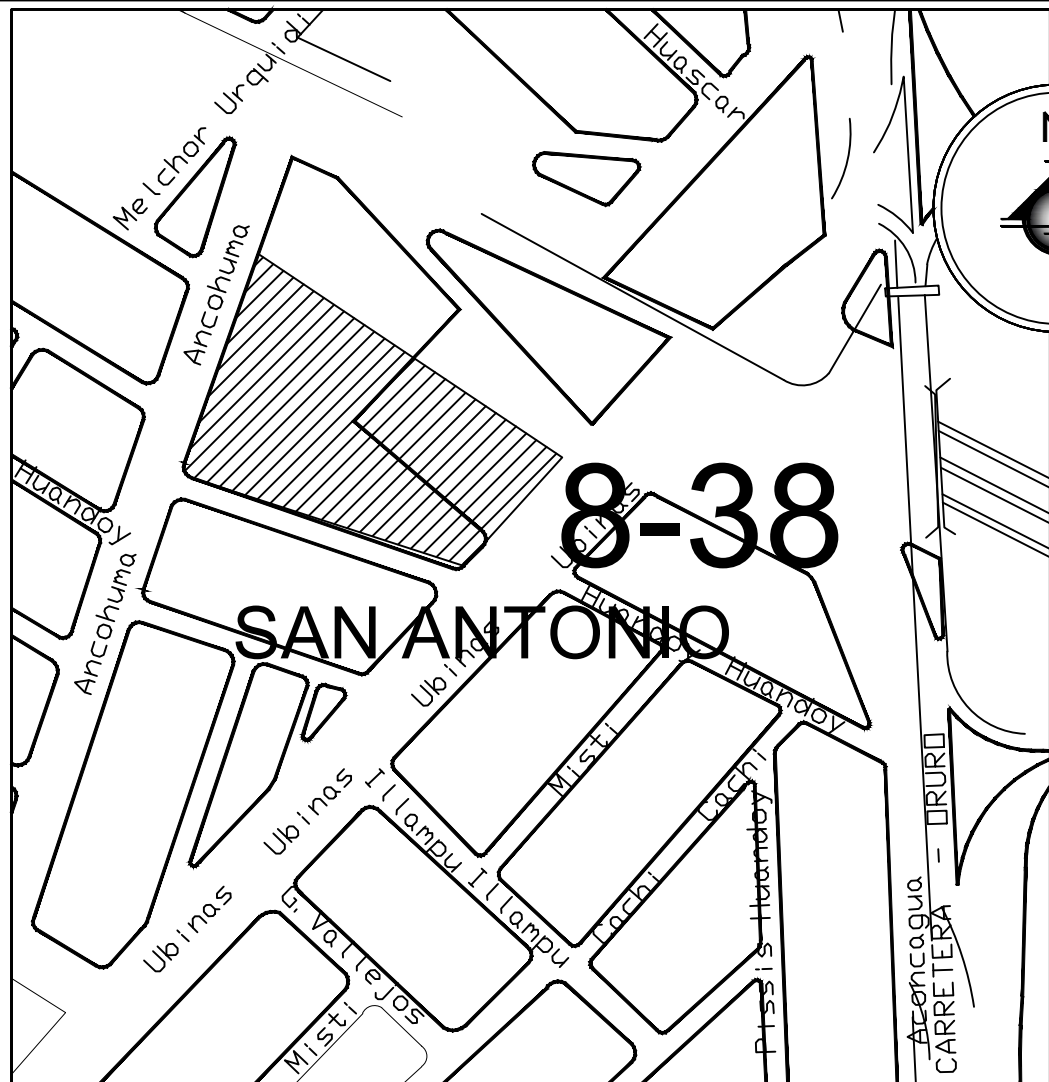 Huascar
Melchor Urquidi
N
Ancohuma
Huandoy
8-38
Ubinas
Ancohuma
SAN ANTONIO
Huandoy
Ubinas
Huandoy
Misti
Cachi
Ubinas
Illampu
Illampu
Pissis Huandoy
Cachi
Ubinas
G. Vallejos
Misti
Aconcagua
CARRETERA - ORURO